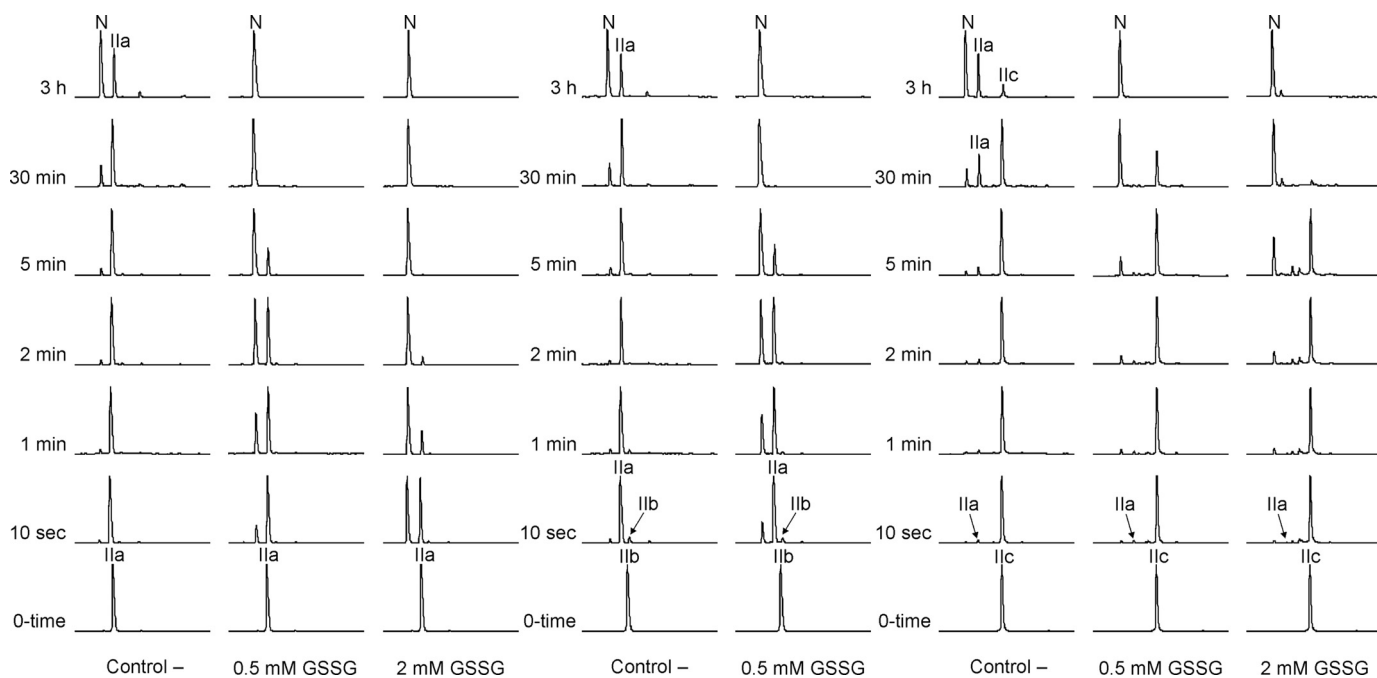 N N N N N N N N
IIa IIa IIa IIc
3 h 3 h 3 h
IIa
30 min 30 min 30 min
5 min 5 min 5 min
2 min 2 min 2 min
1 min 1 min 1 min
IIa IIa
IIb IIb IIa IIa IIa
10 sec 10 sec 10 sec
IIa IIa IIa IIb IIb IIc IIc IIc
0-time 0-time 0-time
Control – 0.5 mM GSSG 2 mM GSSG Control – 0.5 mM GSSG Control – 0.5 mM GSSG 2 mM GSSG